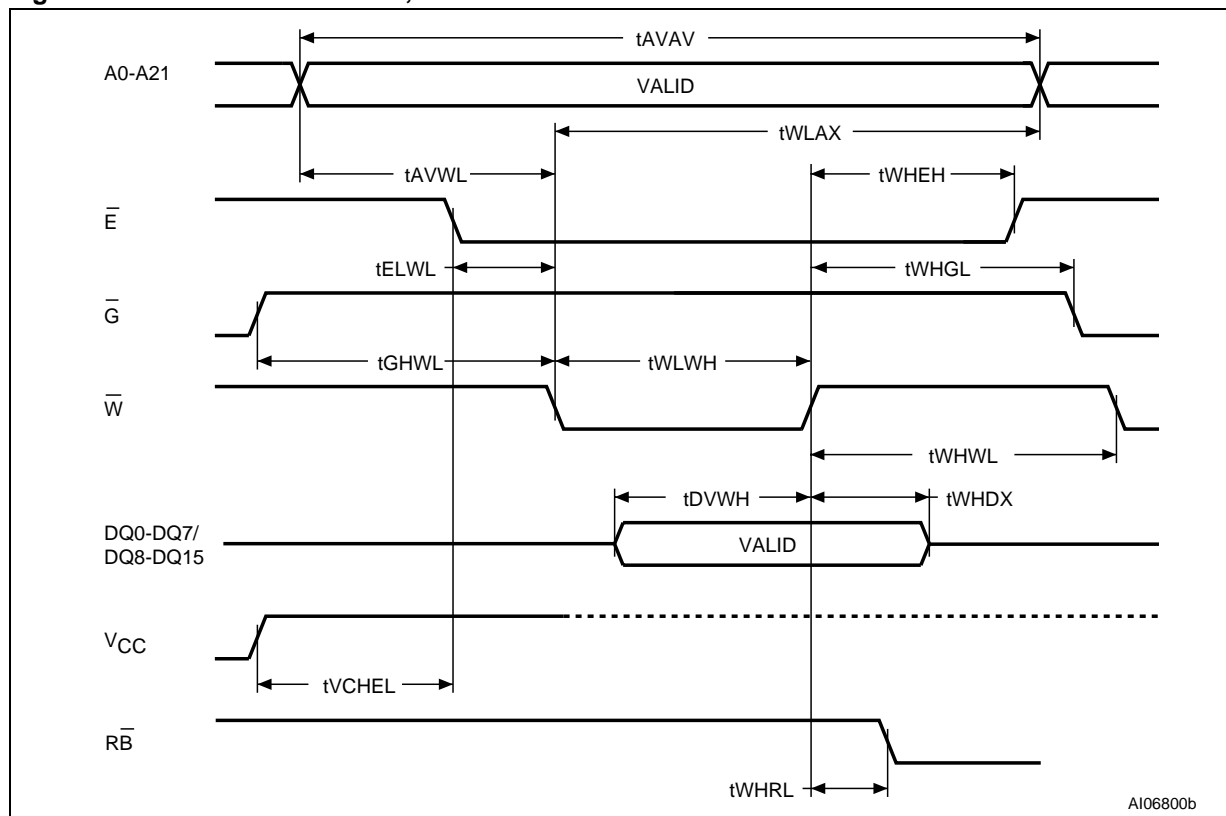 tAVAV
A0-A21
VALID
tWLAX
tAVWL
tWHEH
E̅
tELWL
tWHGL
G̅
tGHWL
tWLWH
W̅
tWHWL
tDVWH
tWHDX
DQ0-DQ7/
DQ8-DQ15
VALID
VCC
tVCHEL
RB̅
tWHRL
AI06800b